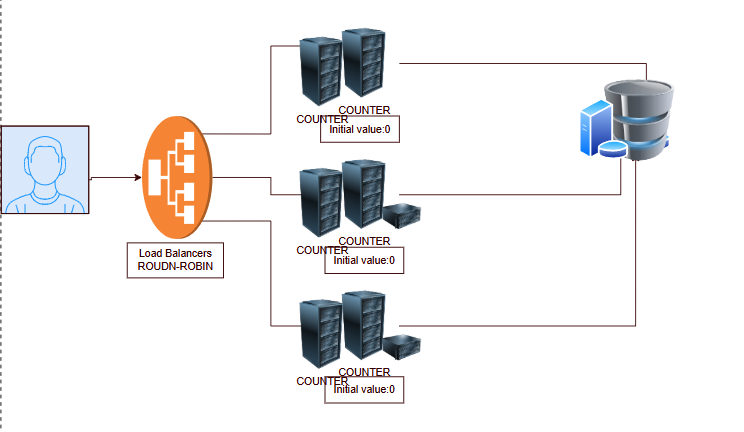 COUNTER
COUNTER
Initial value:0
Load Balancers
ROUDN-ROBIN
COUNTER
COUNTER
Initial value:0
COUNTER
COUNTER
Initial value:0